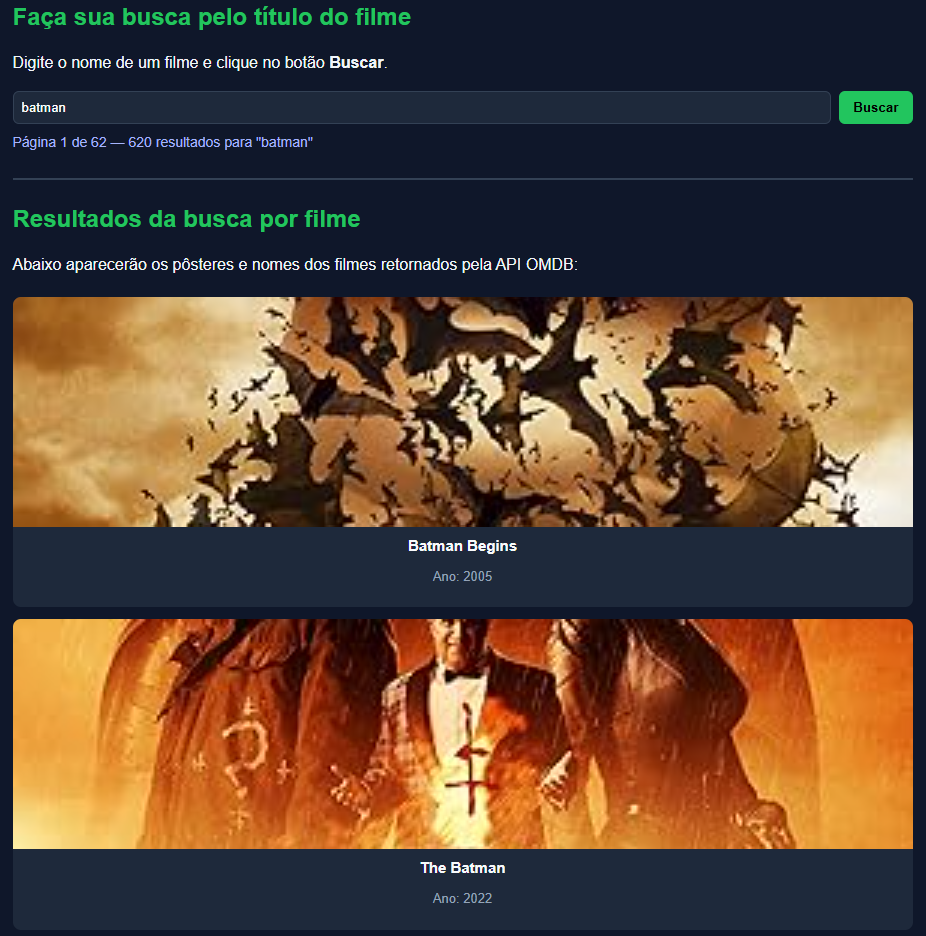 Faça sua busca pelo título do filme
Digite o nome de um filme e clique no botão Buscar.
batman
Buscar
Página 1 de 62 — 620 resultados para "batman"
Resultados da busca por filme
Abaixo aparecerão os pôsteres e nomes dos filmes retornados pela API OMDB:
Batman Begins
Ano: 2005
The Batman
Ano: 2022